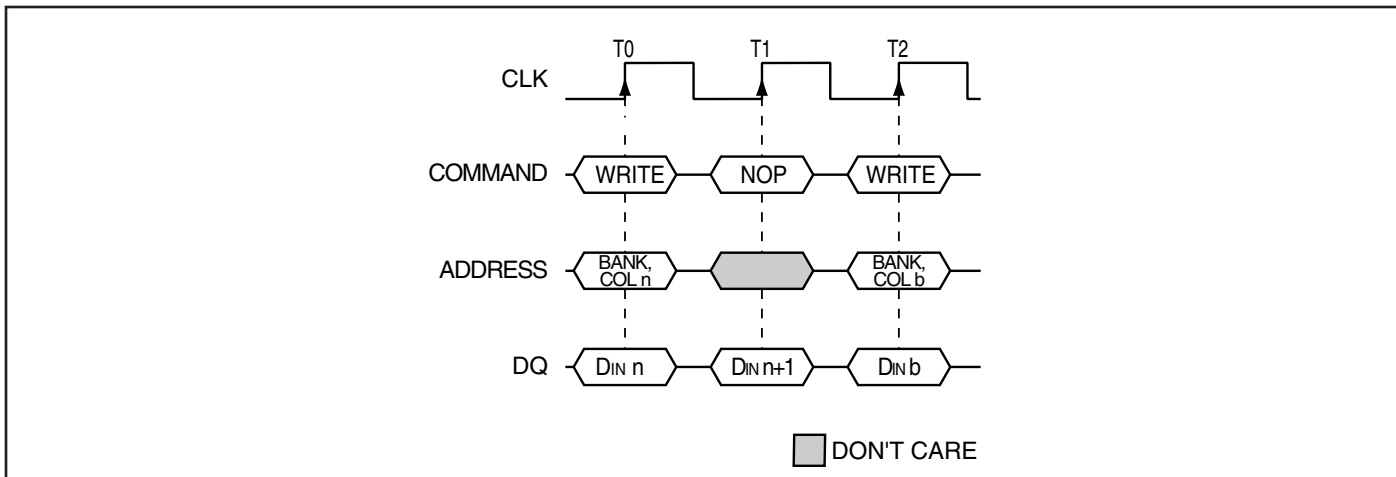 T0 T1 T2
CLK
COMMAND WRITE NOP WRITE
ADDRESS BANK, COL n BANK, COL b
DQ DIN n DIN n+1 DIN b
DON'T CARE